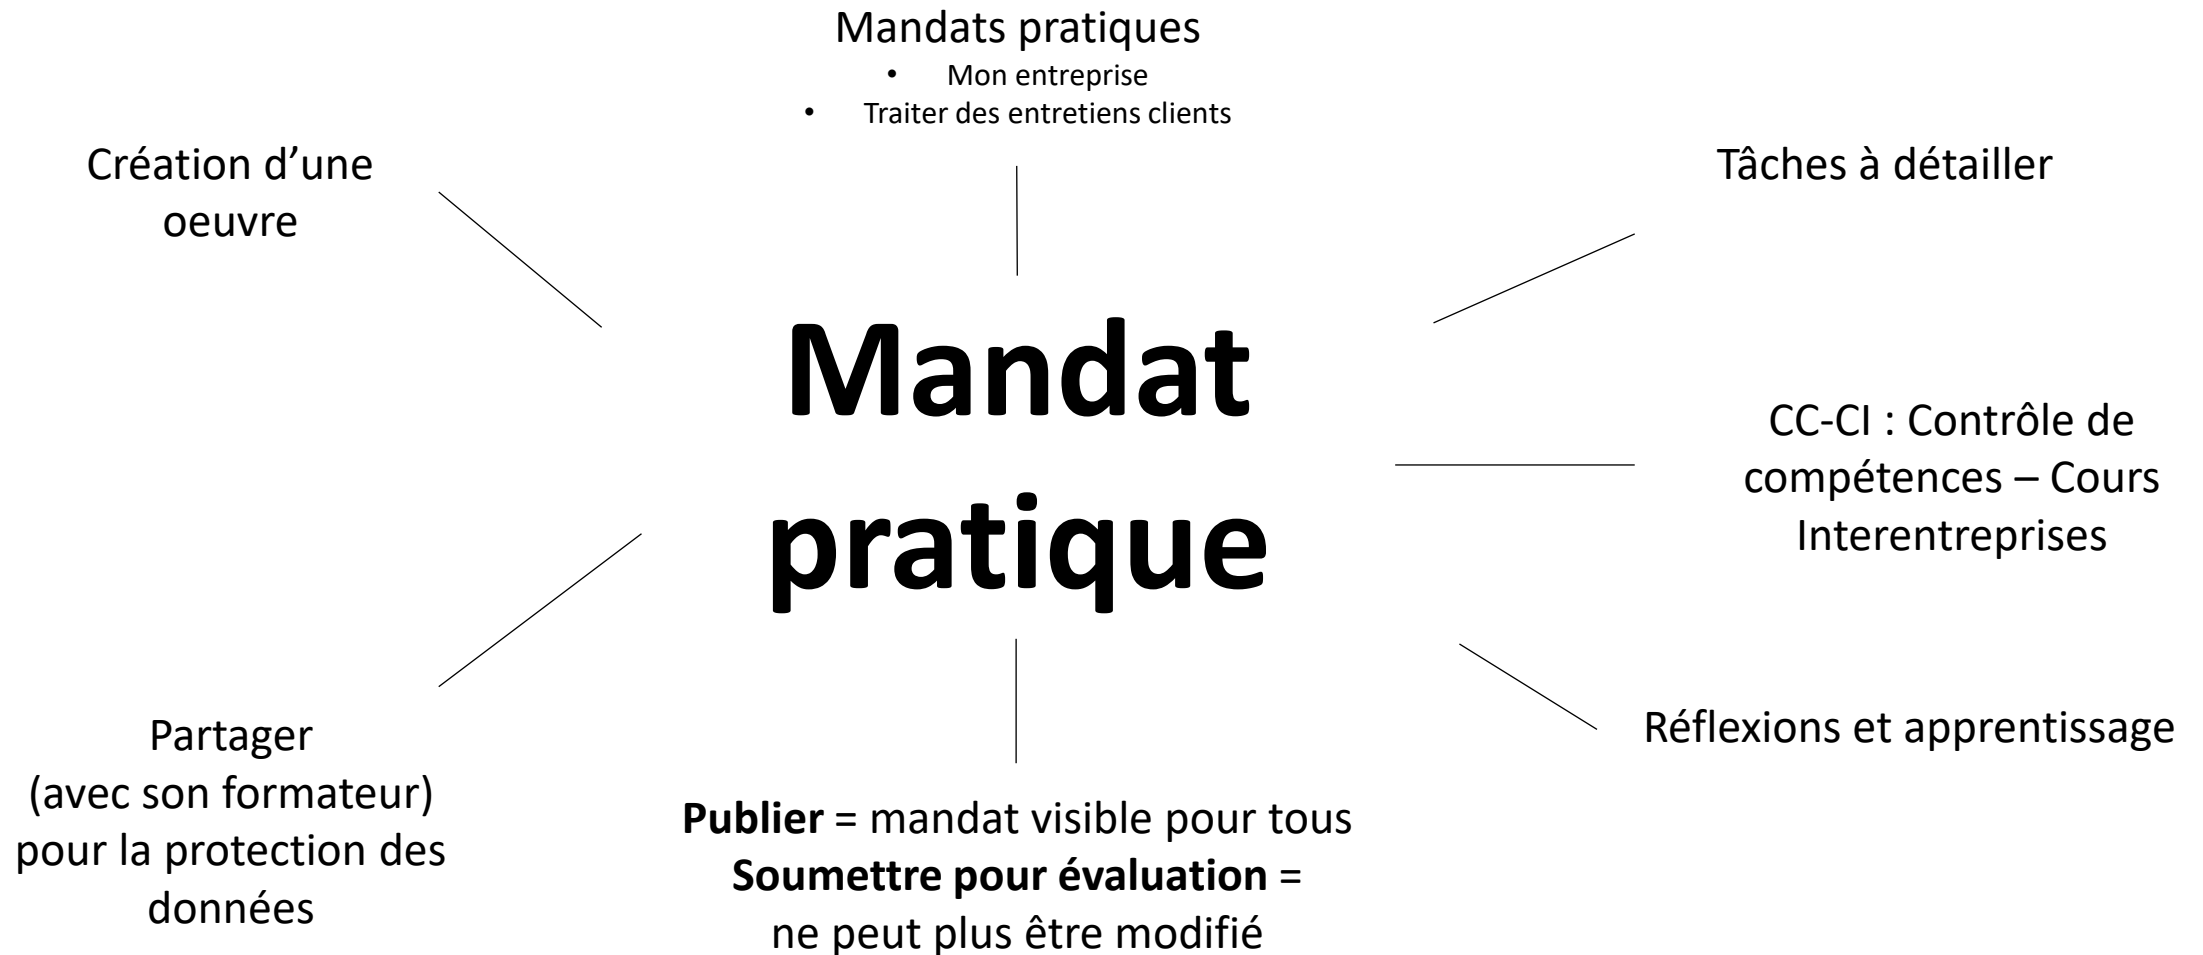 Mandats pratiques
• Mon entreprise
• Traiter des entretiens clients
Création d’une
oeuvre
Tâches à détailler
Mandat
pratique
CC-CI : Contrôle de
compétences – Cours
Interentreprises
Réflexions et apprentissage
Partager
(avec son formateur)
pour la protection des
données
Publier = mandat visible pour tous
Soumettre pour évaluation =
ne peut plus être modifié